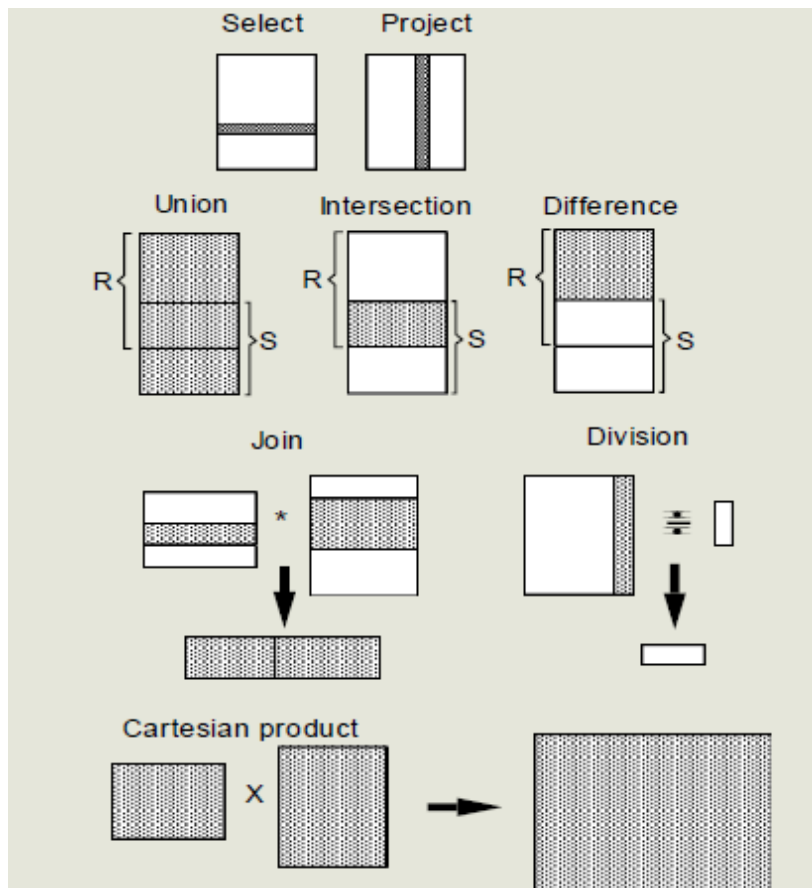 Select Project
Union Intersection Difference
R S R S R S
Join Division
* ÷
Cartesian product
X